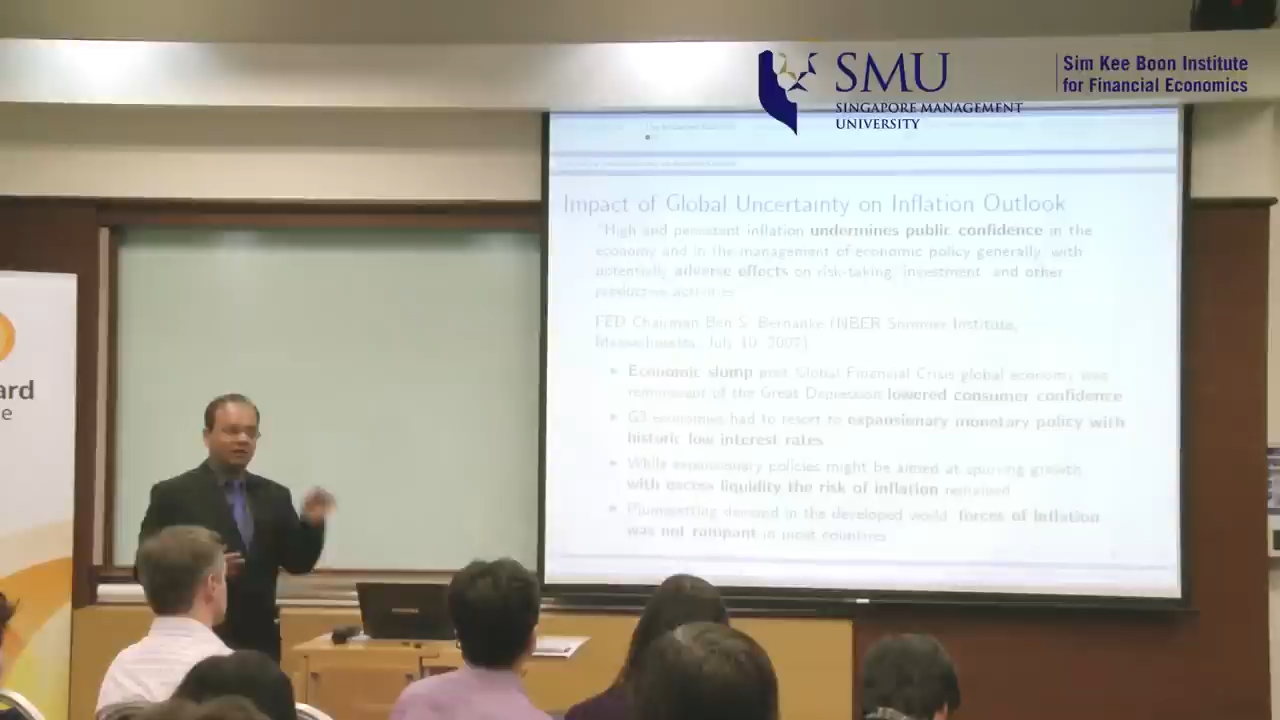 SMU
SINGAPORE MANAGEMENT
UNIVERSITY
Sim Kee Boon Institute
for Financial Economics
Impact of Global Uncertainty on Inflation Outlook
"High and persistent inflation undermines public confidence in the
economy and in the management of economic policy generally, with
potentially adverse effects on risk-taking, investment, and other
productive activities
FED Chairman Ben S. Bernanke (NBER Summer Institute,
Massachusetts, July 10, 2007)
Economic slump post Global Financial Crisis global economy was
reminiscent of the Great Depression lowered consumer confidence
G3 economies had to resort to expansionary monetary policy with
historic low interest rates
While expansionary policies might be aimed at spurring growth
with excess liquidity the risk of inflation remained
Plummetting demand in the developed world forces of inflation
was not rampant in most countries
ard
e